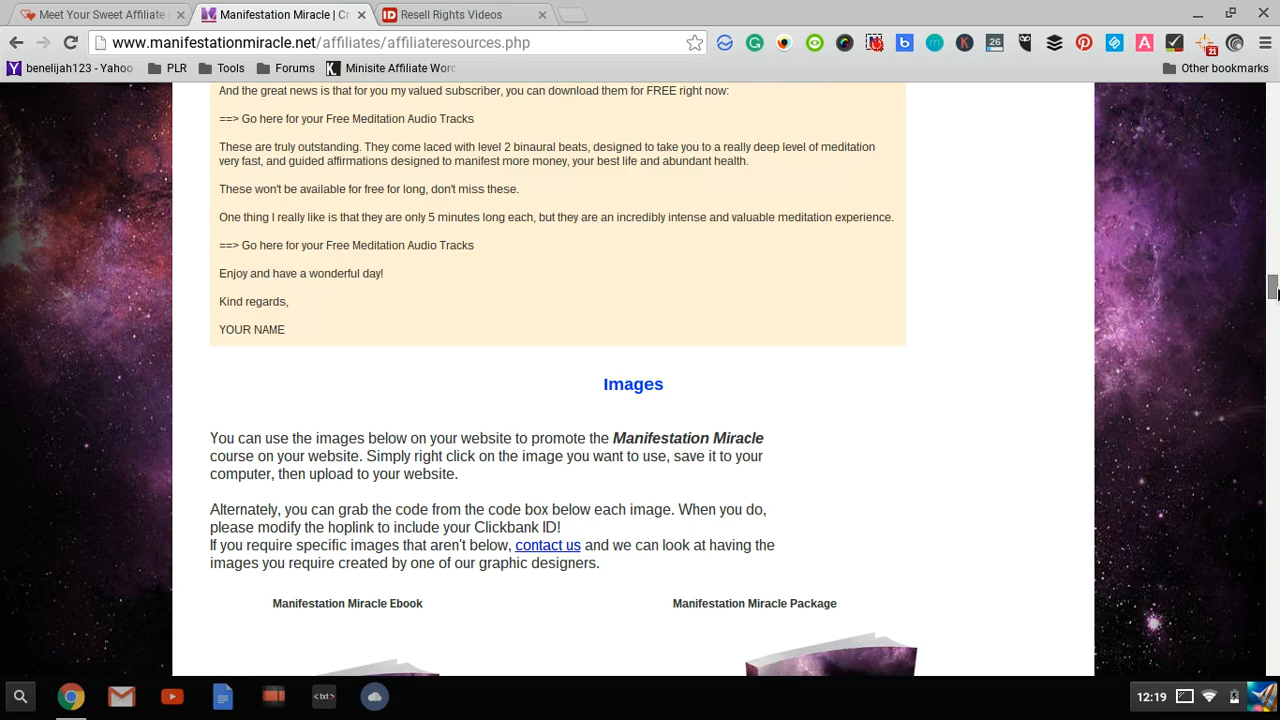 Meet Your Sweet Affiliate
Manifestation Miracle | Cr
Resell Rights Videos
www.manifestationmiracle.net/affiliates/affiliateresources.php
26
21
benelijah123 - Yahoo
PLR
Tools
Forums
Minisite Affiliate Word
Other bookmarks
And the great news is that for you my valued subscriber, you can download them for FREE right now:
==> Go here for your Free Meditation Audio Tracks
These are truly outstanding. They come laced with level 2 binaural beats, designed to take you to a really deep level of meditation
very fast, and guided affirmations designed to manifest more money, your best life and abundant health.
These won't be available for free for long, don't miss these.
One thing I really like is that they are only 5 minutes long each, but they are an incredibly intense and valuable meditation experience.
==> Go here for your Free Meditation Audio Tracks
Enjoy and have a wonderful day!
Kind regards,
YOUR NAME
Images
You can use the images below on your website to promote the Manifestation Miracle
course on your website. Simply right click on the image you want to use, save it to your
computer, then upload to your website.
Alternately, you can grab the code from the code box below each image. When you do,
please modify the hoplink to include your Clickbank ID!
If you require specific images that aren't below, contact us and we can look at having the
images you require created by one of our graphic designers.
Manifestation Miracle Ebook
Manifestation Miracle Package
<txt>
12:19